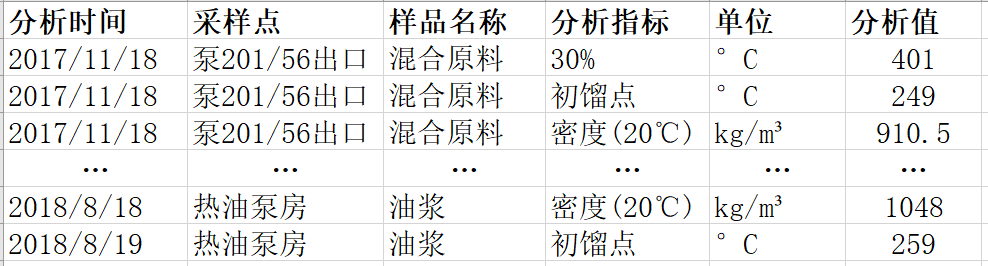 分析时间 采样点 样品名称 分析指标 单位 分析值
2017/11/18 泵201/56出口 混合原料 30% °C 401
2017/11/18 泵201/56出口 混合原料 初馏点 °C 249
2017/11/18 泵201/56出口 混合原料 密度(20℃) kg/m³ 910.5
… … … … … …
2018/8/18 热油泵房 油浆 密度(20℃) kg/m³ 1048
2018/8/19 热油泵房 油浆 初馏点 °C 259